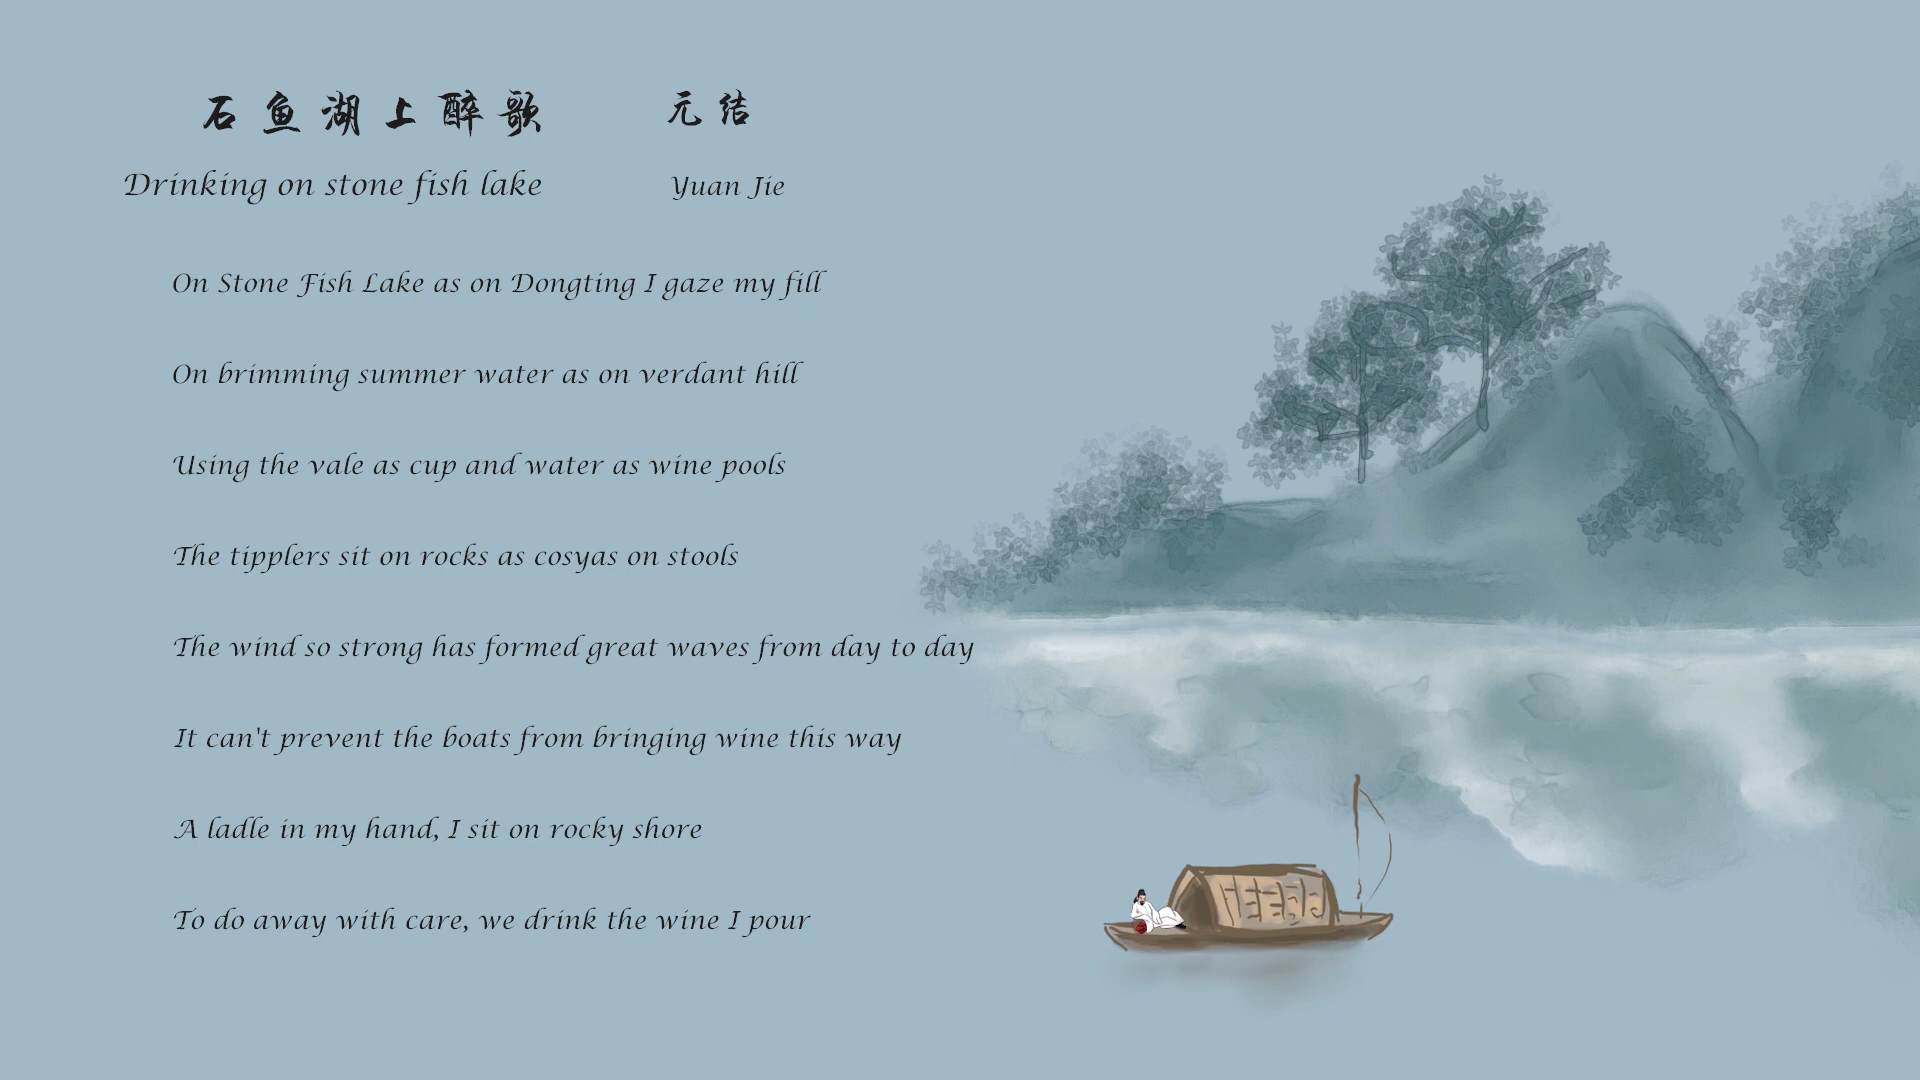 石鱼湖上醉歌 元结
Drinking on stone fish lake Yuan Jie
On Stone Fish Lake as on Dongting I gaze my fill
On brimming summer water as on verdant hill
Using the vale as cup and water as wine pools
The tipplers sit on rocks as cosyas on stools
The wind so strong has formed great waves from day to day
It can't prevent the boats from bringing wine this way
A ladle in my hand, I sit on rocky shore
To do away with care, we drink the wine I pour